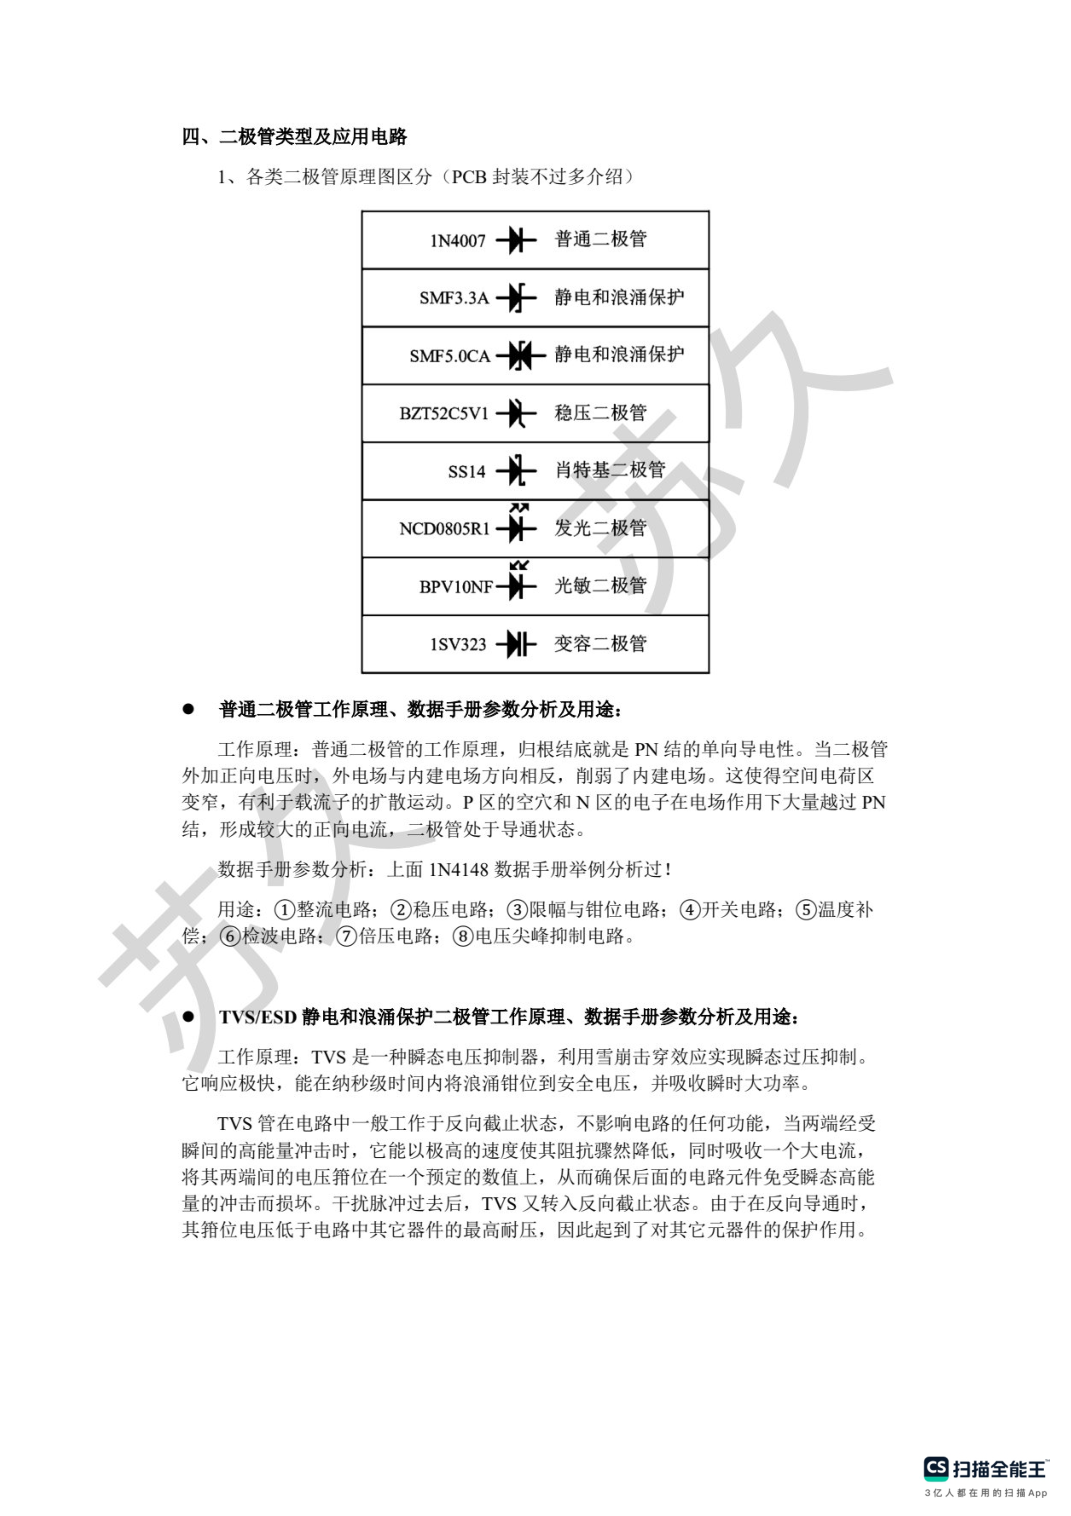 四、二极管类型及应用电路
1、各类二极管原理图区分（PCB 封装不过多介绍）
1N4007 普通二极管
SMF3.3A 静电和浪涌保护
SMF5.0CA 静电和浪涌保护
BZT52C5V1 稳压二极管
SS14 肖特基二极管
NCD0805R1 发光二极管
BPV10NF 光敏二极管
1SV323 变容二极管
● 普通二极管工作原理、数据手册参数分析及用途：
工作原理：普通二极管的工作原理，归根结底就是 PN 结的单向导电性。当二极管
外加正向电压时，外电场与内建电场方向相反，削弱了内建电场。这使得空间电荷区
变窄，有利于载流子的扩散运动。P 区的空穴和 N 区的电子在电场作用下大量越过 PN
结，形成较大的正向电流，二极管处于导通状态。
数据手册参数分析：上面 1N4148 数据手册举例分析过！
用途：①整流电路；②稳压电路；③限幅与钳位电路；④开关电路；⑤温度补
偿；⑥检波电路；⑦倍压电路；⑧电压尖峰抑制电路。
● TVS/ESD 静电和浪涌保护二极管工作原理、数据手册参数分析及用途：
工作原理：TVS 是一种瞬态电压抑制器，利用雪崩击穿效应实现瞬态过压抑制。
它响应极快，能在纳秒级时间内将浪涌钳位到安全电压，并吸收瞬时大功率。
TVS 管在电路中一般工作于反向截止状态，不影响电路的任何功能，当两端经受
瞬间的高能量冲击时，它能以极高的速度使其阻抗骤然降低，同时吸收一个大电流，
将其两端间的电压箝位在一个预定的数值上，从而确保后面的电路元件免受瞬态高能
量的冲击而损坏。干扰脉冲过去后，TVS 又转入反向截止状态。由于在反向导通时，
其箝位电压低于电路中其它器件的最高耐压，因此起到了对其它元器件的保护作用。
苏久
苏久
CS 扫描全能王
3亿人都在用的扫描App